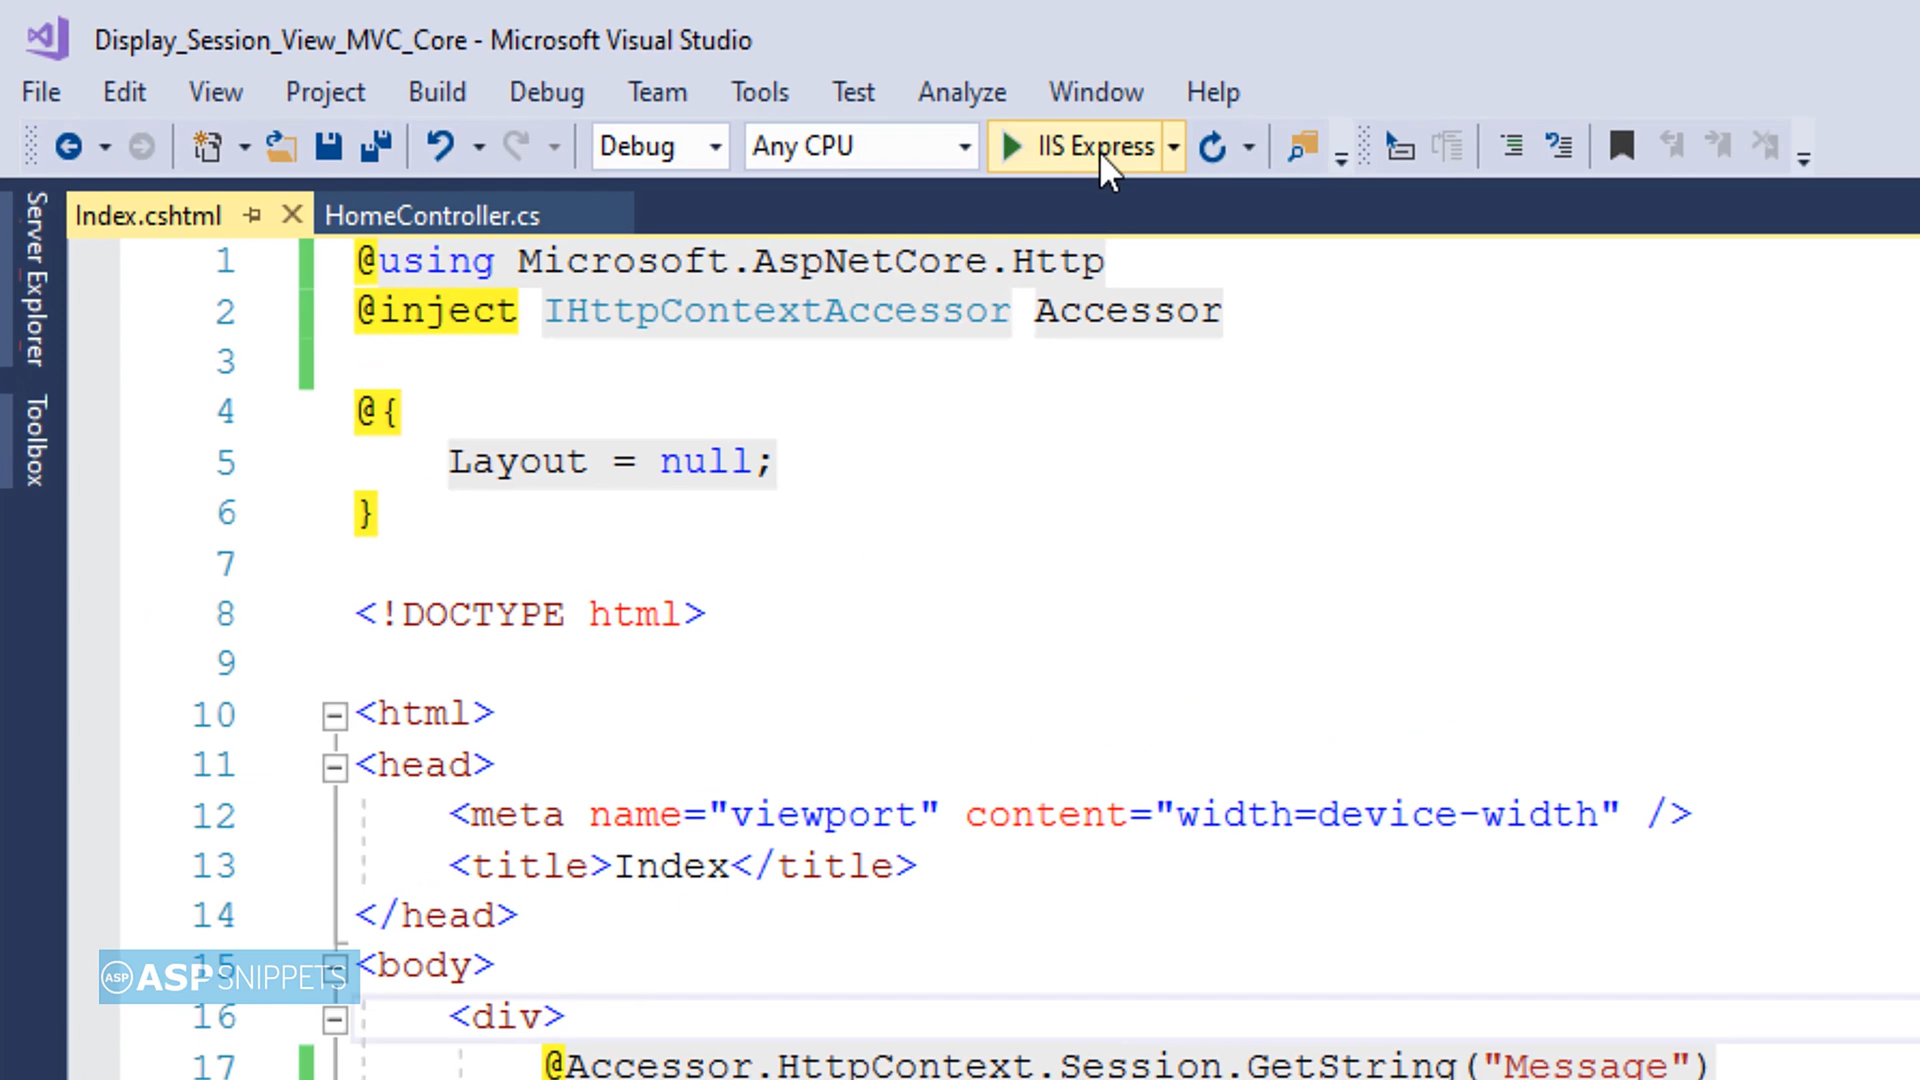 Display_Session_View_MVC_Core - Microsoft Visual Studio
File Edit View Project Build Debug Team Tools Test Analyze Window Help
Debug Any CPU IIS Express
Index.cshtml HomeController.cs
Server Explorer
Toolbox
1 @using Microsoft.AspNetCore.Http
2 @inject IHttpContextAccessor Accessor
3
4 @{
5 Layout = null;
6 }
7
8 <!DOCTYPE html>
9
10 <html>
11 <head>
12 <meta name="viewport" content="width=device-width" />
13 <title>Index</title>
14 </head>
15 <body>
ASP ASPSNIPPETS
16 <div>
17 @Accessor.HttpContext.Session.GetString("Message")